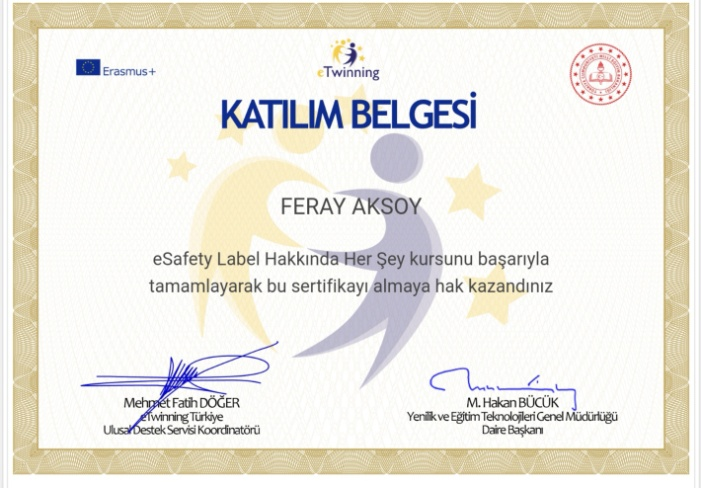 Erasmus+
eTwinning
KATILIM BELGESİ
FERAY AKSOY
eSafety Label Hakkında Her Şey kursunu başarıyla
tamamlayarak bu sertifikayı almaya hak kazandınız
Mehmet Fatih DÖĞER
eTwinning Türkiye
Ulusal Destek Servisi Koordinatörü
M. Hakan BÜCÜK
Yenilik ve Eğitim Teknolojileri Genel Müdürlüğü
Daire Başkanı